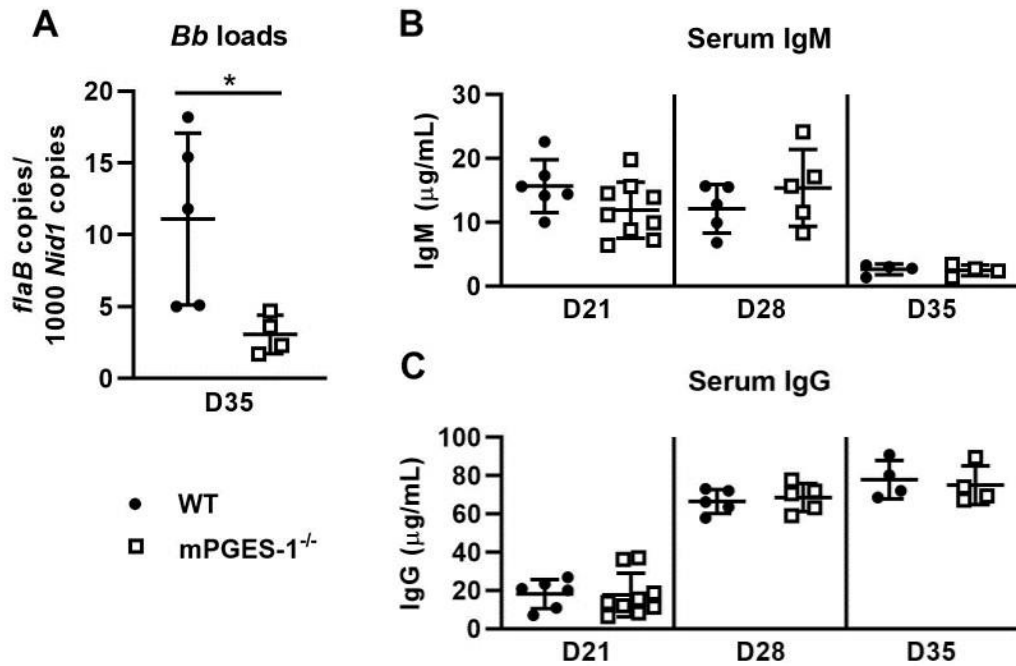 A
Bb loads
*
20
15
10
5
0
flaB copies/
1000 Nid1 copies
D35
WT
mPGES-1-/-
B
Serum IgM
30
20
10
0
IgM (μg/mL)
D21 D28 D35
C
Serum IgG
100
80
60
40
20
0
IgG (μg/mL)
D21 D28 D35